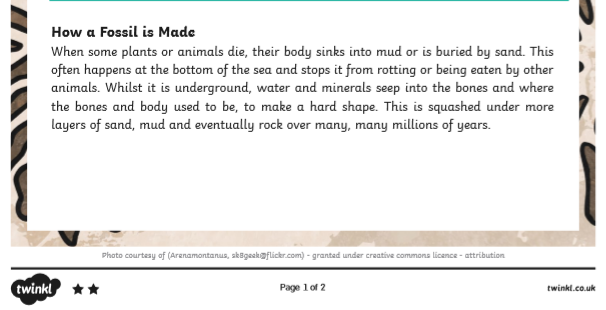 How a Fossil is Made
When some plants or animals die, their body sinks into mud or is buried by sand. This
often happens at the bottom of the sea and stops it from rotting or being eaten by other
animals. Whilst it is underground, water and minerals seep into the bones and where
the bones and body used to be, to make a hard shape. This is squashed under more
layers of sand, mud and eventually rock over many, many millions of years.
Photo courtesy of (Arenamontanus, sk8geek@flickr.com) - granted under creative commons licence - attribution
twinkl
Page 1 of 2
twinkl.co.uk